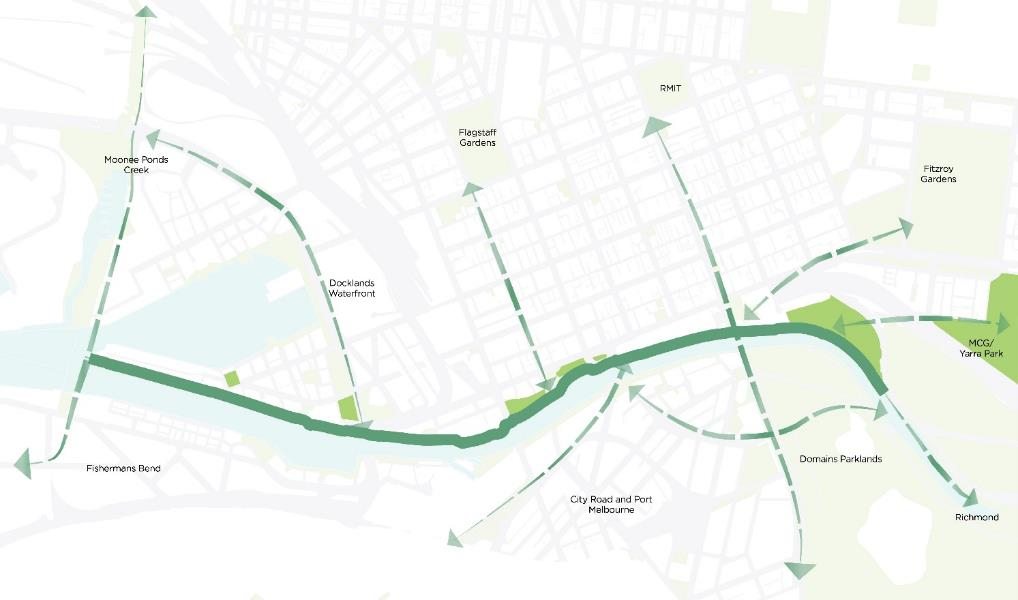 RMIT
Flagstaff
Gardens
Moonee Ponds
Creek
Fitzroy
Gardens
Docklands
Waterfront
MCG/
Yarra Park
Fishermans Bend
Domains Parklands
City Road and Port
Melbourne
Richmond